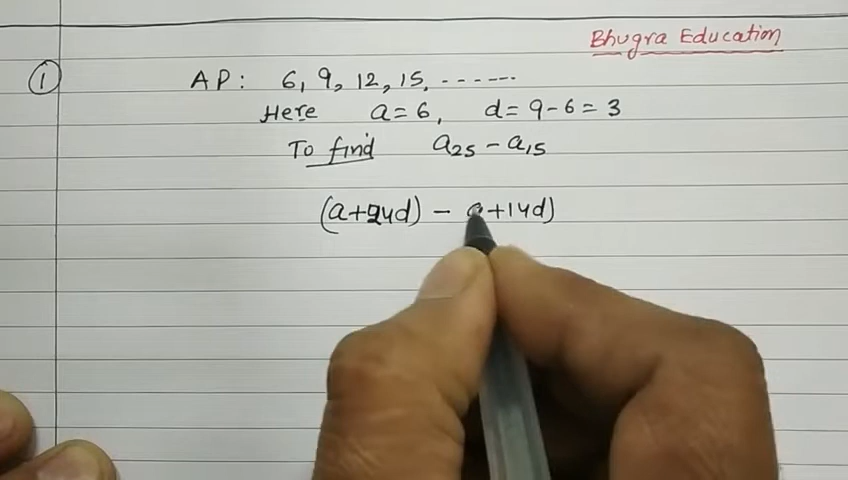 Bhugra Education
① AP: 6, 9, 12, 15, ------
Here a = 6, d = 9 - 6 = 3
To find a₂₅ - a₁₅
(a+24d) - a+14d)